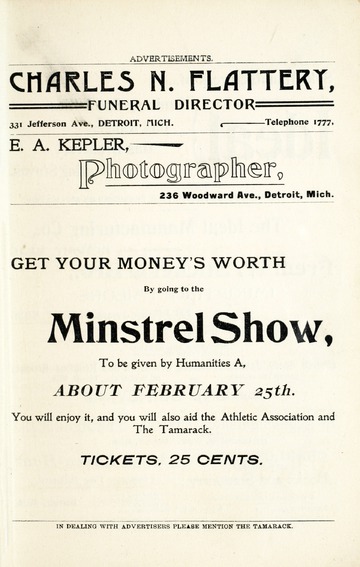 ADVERTISEMENTS.
CHARLES N. FLATTERY,
FUNERAL DIRECTOR
331 Jefferson Ave., DETROIT, MICH. Telephone 1777.
E. A. KEPLER,
Photographer,
236 Woodward Ave., Detroit, Mich.
GET YOUR MONEY'S WORTH
By going to the
Minstrel Show,
To be given by Humanities A,
ABOUT FEBRUARY 25th.
You will enjoy it, and you will also aid the Athletic Association and
The Tamarack.
TICKETS, 25 CENTS.
IN DEALING WITH ADVERTISERS PLEASE MENTION THE TAMARACK.